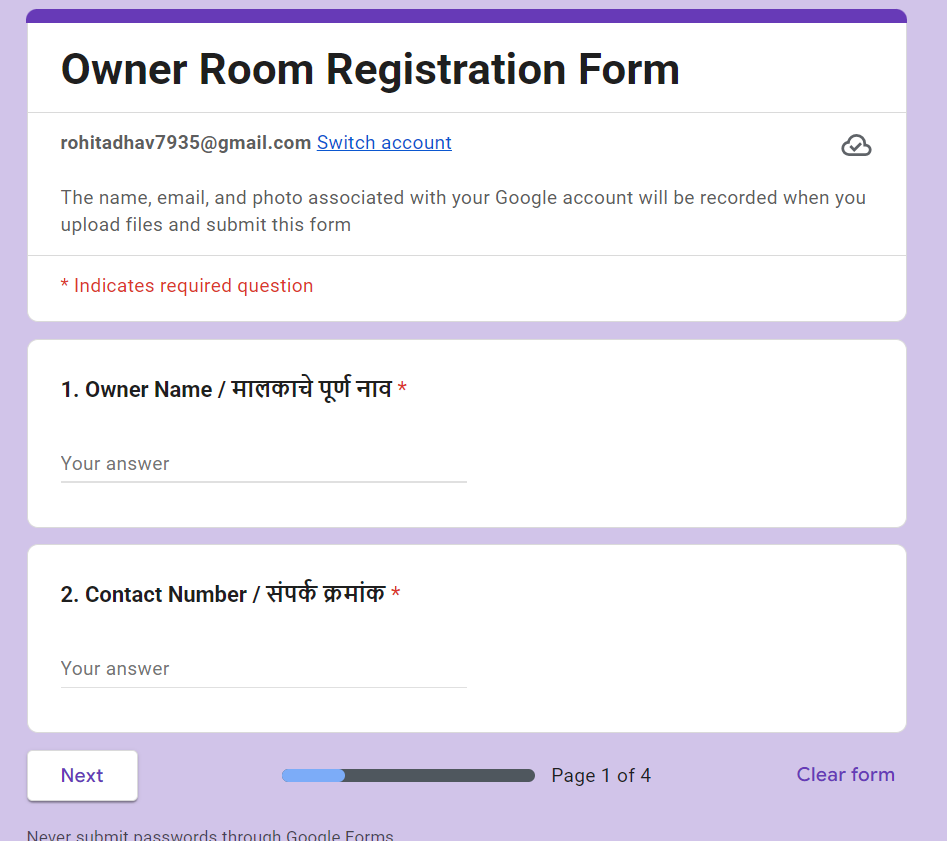 Owner Room Registration Form
rohitadhav7935@gmail.com Switch account
The name, email, and photo associated with your Google account will be recorded when you
upload files and submit this form
* Indicates required question
1. Owner Name / मालकाचे पूर्ण नाव *
Your answer
2. Contact Number / संपर्क क्रमांक *
Your answer
Next
Page 1 of 4
Clear form
Never submit passwords through Google Forms.